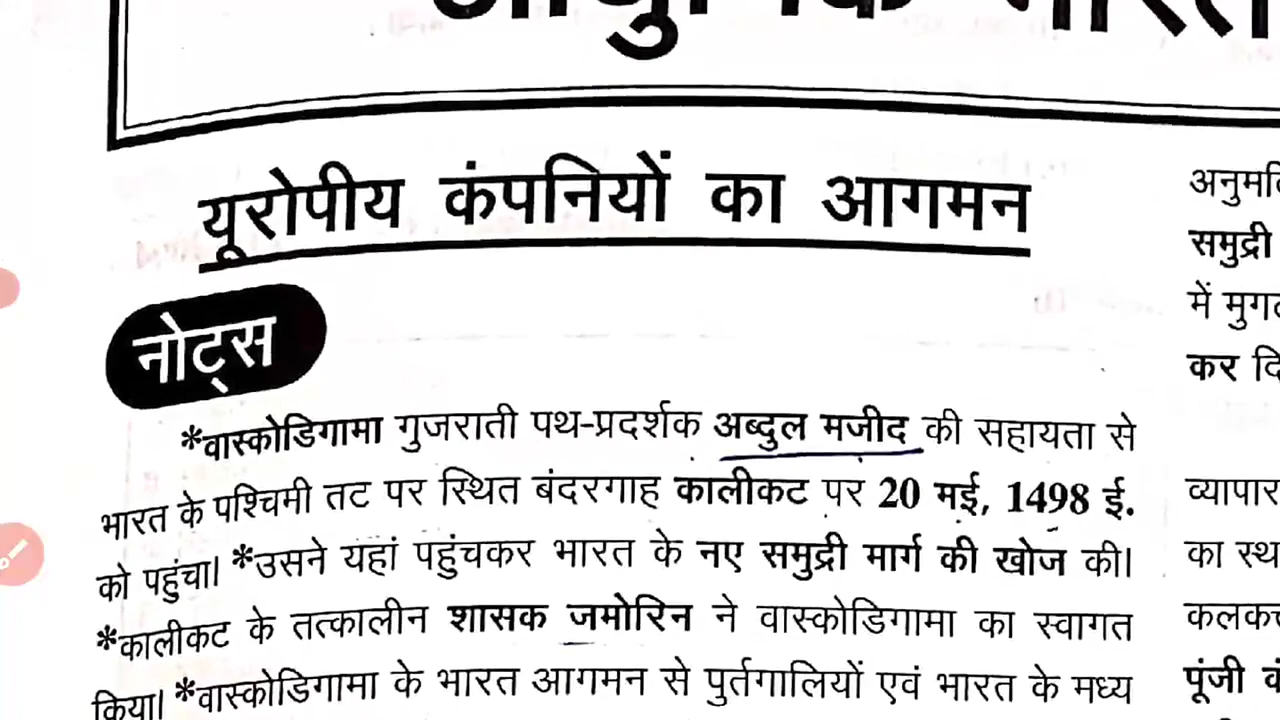 आधुनिक भारत
यूरोपीय कंपनियों का आगमन
नोट्स
*वास्कोडिगामा गुजराती पथ-प्रदर्शक अब्दुल मजीद की सहायता से
भारत के पश्चिमी तट पर स्थित बंदरगाह कालीकट पर 20 मई, 1498 ई.
को पहुंचा। *उसने यहां पहुंचकर भारत के नए समुद्री मार्ग की खोज की।
*कालीकट के तत्कालीन शासक जमोरिन ने वास्कोडिगामा का स्वागत
किया। *वास्कोडिगामा के भारत आगमन से पुर्तगालियों एवं भारत के मध्य
समुद्री
में
कर
व्यापार
का